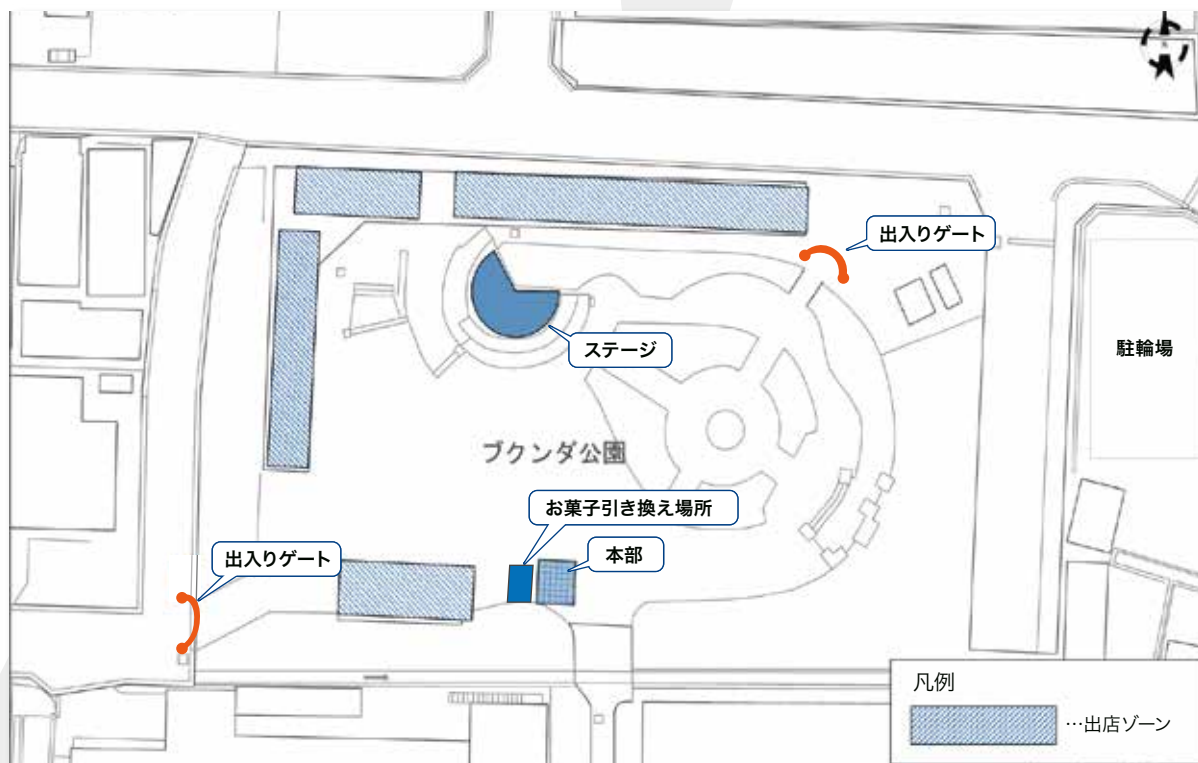 出入りゲート
ステージ
駐輪場
ブクンダ公園
お菓子引き換え場所
本部
出入りゲート
凡例
…出店ゾーン